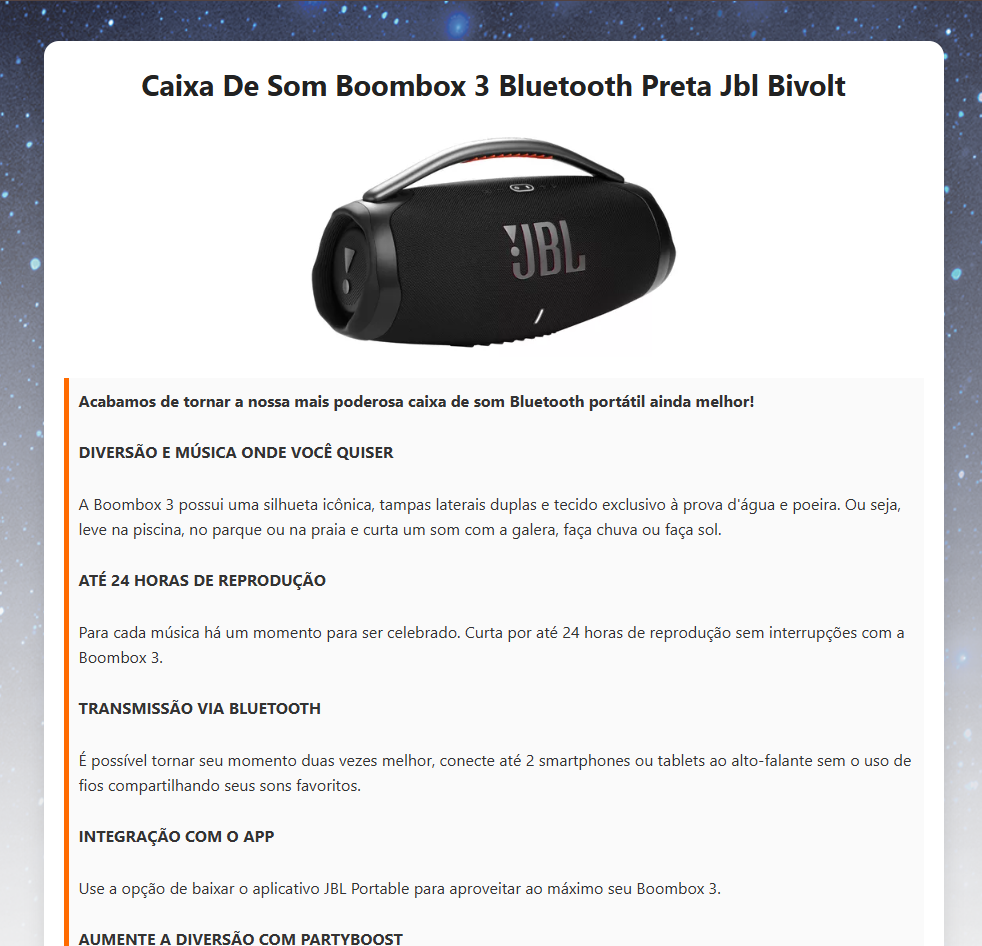 Caixa De Som Boombox 3 Bluetooth Preta Jbl Bivolt
JBL
Acabamos de tornar a nossa mais poderosa caixa de som Bluetooth portátil ainda melhor!
DIVERSÃO E MÚSICA ONDE VOCÊ QUISER
A Boombox 3 possui uma silhueta icônica, tampas laterais duplas e tecido exclusivo à prova d'água e poeira. Ou seja,
leve na piscina, no parque ou na praia e curta um som com a galera, faça chuva ou faça sol.
ATÉ 24 HORAS DE REPRODUÇÃO
Para cada música há um momento para ser celebrado. Curta por até 24 horas de reprodução sem interrupções com a
Boombox 3.
TRANSMISSÃO VIA BLUETOOTH
É possível tornar seu momento duas vezes melhor, conecte até 2 smartphones ou tablets ao alto-falante sem o uso de
fios compartilhando seus sons favoritos.
INTEGRAÇÃO COM O APP
Use a opção de baixar o aplicativo JBL Portable para aproveitar ao máximo seu Boombox 3.
AUMENTE A DIVERSÃO COM PARTYBOOST